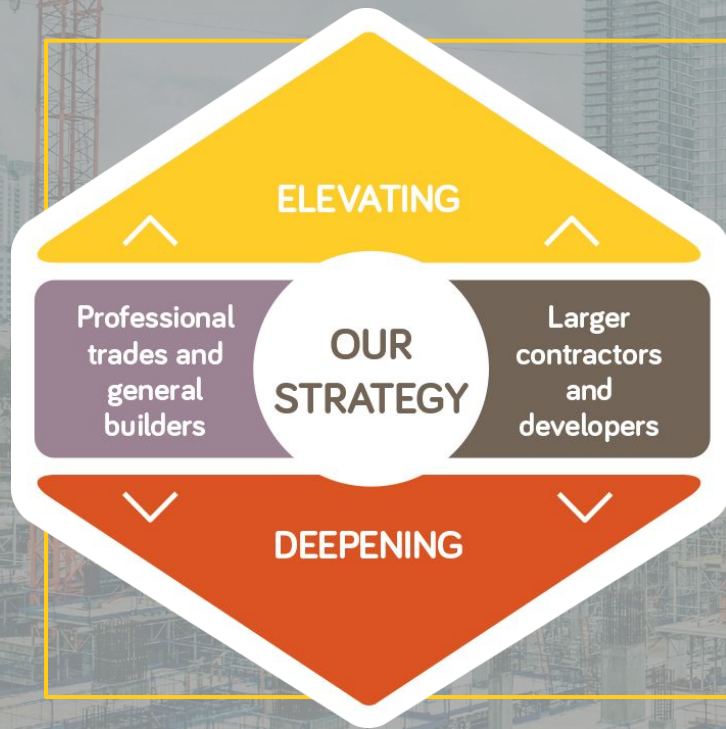 ELEVATING
Professional
trades and
general
builders
OUR
STRATEGY
Larger
contractors
and
developers
DEEPENING